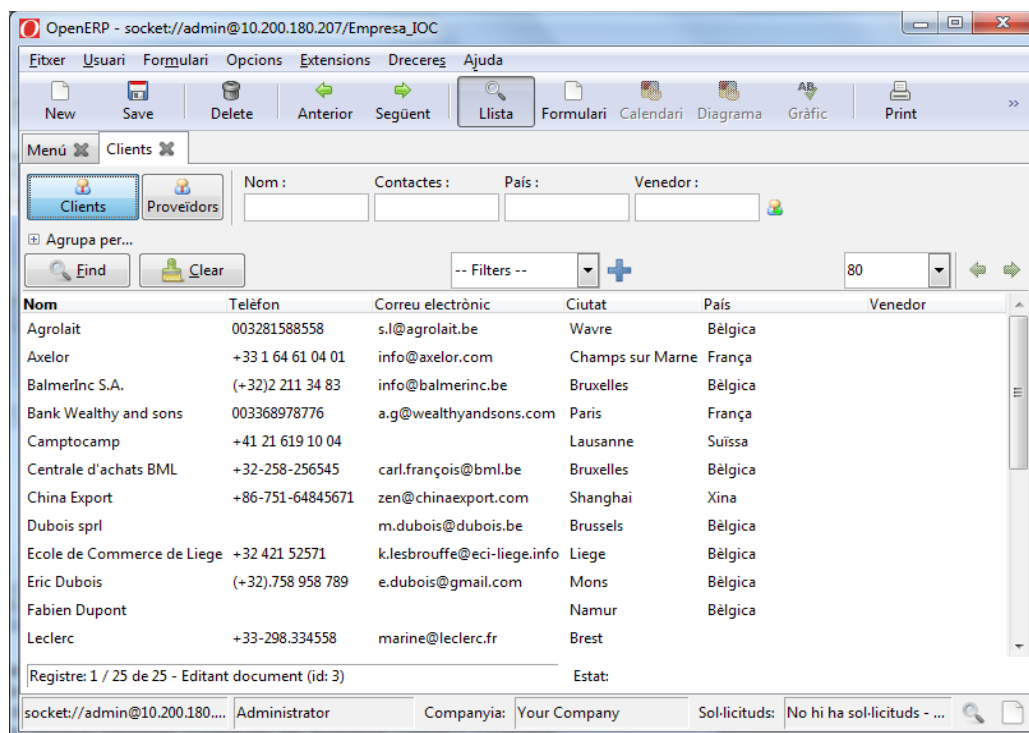 OpenERP - socket://admin@10.200.180.207/Empresa_IOC
Fitxer Usuari Formulari Opcions Extensions Dreceres Ajuda
New Save Delete Anterior Següent Llista Formulari Calendari Diagrama Gràfic Print
Menú Clients
Clients Proveïdors Nom : Contactes : País : Venedor :
Agrupa per...
Find Clear -- Filters -- 80
Nom Telèfon Correu electrònic Ciutat País Venedor
Agrolait 003281588558 s.l@agrolait.be Wavre Bèlgica
Axelor +33 1 64 61 04 01 info@axelor.com Champs sur Marne França
BalmerInc S.A. (+32)2 211 34 83 info@balmerinc.be Bruxelles Bèlgica
Bank Wealthy and sons 003368978776 a.g@wealthyandsons.com Paris França
Camptocamp +41 21 619 10 04 Lausanne Suïssa
Centrale d'achats BML +32-258-256545 carl.françois@bml.be Bruxelles Bèlgica
China Export +86-751-64845671 zen@chinaexport.com Shanghai Xina
Dubois sprl m.dubois@dubois.be Brussels Bèlgica
Ecole de Commerce de Liege +32 421 52571 k.lesbrouffe@eci-liege.info Liege Bèlgica
Eric Dubois (+32).758 958 789 e.dubois@gmail.com Mons Bèlgica
Fabien Dupont Namur Bèlgica
Leclerc +33-298.334558 marine@leclerc.fr Brest
Registre: 1 / 25 de 25 - Editant document (id: 3) Estat:
socket://admin@10.200.180.... Administrator Companyia: Your Company Sol·licituds: No hi ha sol·licituds - ...